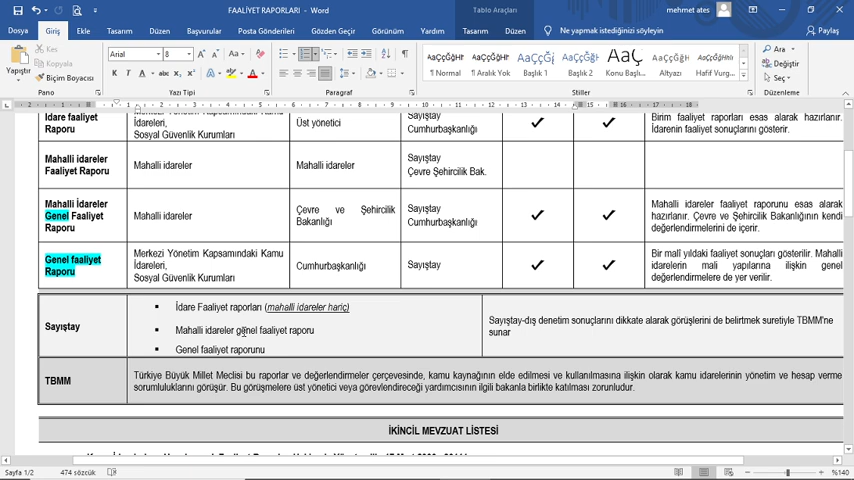 FAALİYET RAPORLARI - Word
Tablo Araçları
mehmet ates
Dosya Giriş Ekle Tasarım Düzen Başvurular Posta Gönderileri Gözden Geçir Görünüm Yardım Tasarım Düzen Ne yapmak istediğinizi söyleyin Paylaş
Yapıştır
Kes
Kopyala
Biçim Boyacısı
Pano
Arial 8
Yazı Tipi
Paragraf
AaÇçĞğHł AaÇçĞğHł AaÇçĞ AaÇçĞğ AaÇ AaÇçĞğH AaÇçĞğH
¶ Normal ¶ Aralık Yok Başlık 1 Başlık 2 Konu Başl... Altyazı Hafif Vurg...
Stiller
Ara
Değiştir
Seç
Düzenleme
İdare faaliyet
Raporu
Merkezi Yönetim Kapsamındaki Kamu
İdareleri,
Sosyal Güvenlik Kurumları
Üst yönetici
Sayıştay
Cumhurbaşkanlığı
✓ ✓
Birim faaliyet raporları esas alarak hazırlanır.
İdarenin faaliyet sonuçlarını gösterir.
Mahalli idareler
Faaliyet Raporu
Mahalli idareler
Mahalli idareler
Sayıştay
Çevre Şehircilik Bak.
Mahalli İdareler
Genel Faaliyet
Raporu
Mahalli idareler
Çevre ve Şehircilik
Bakanlığı
Sayıştay
Cumhurbaşkanlığı
✓ ✓
Mahalli idareler faaliyet raporunu esas alarak
hazırlanır. Çevre ve Şehircilik Bakanlığının kendi
değerlendirmelerini de içerir.
Genel faaliyet
Raporu
Merkezi Yönetim Kapsamındaki Kamu
İdareleri,
Sosyal Güvenlik Kurumları
Cumhurbaşkanlığı
Sayıştay
✓ ✓
Bir malî yıldaki faaliyet sonuçları gösterilir. Mahalli
idarelerin mali yapılarına ilişkin genel
değerlendirmelere de yer verilir.
Sayıştay
▪ İdare Faaliyet raporları (mahalli idareler hariç)
▪ Mahalli idareler genel faaliyet raporu
▪ Genel faaliyet raporunu
Sayıştay-dış denetim sonuçlarını dikkate alarak görüşlerini de belirtmek suretiyle TBMM'ne
sunar
TBMM
Türkiye Büyük Millet Meclisi bu raporlar ve değerlendirmeler çerçevesinde, kamu kaynağının elde edilmesi ve kullanılmasına ilişkin olarak kamu idarelerinin yönetim ve hesap verme
sorumluluklarını görüşür. Bu görüşmelere üst yönetici veya görevlendireceği yardımcısının ilgili bakanla birlikte katılması zorunludur.
İKİNCİL MEVZUAT LİSTESİ
Sayfa 1/2 474 sözcük %140